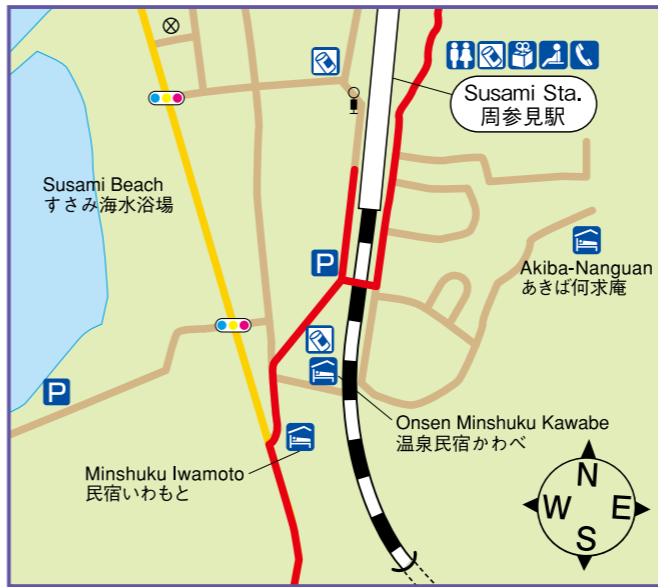 Susami Sta.
周参見駅
Susami Beach
すさみ海水浴場
P
Akiba-Nanguan
あきば何求庵
P
Onsen Minshuku Kawabe
温泉民宿かわべ
Minshuku Iwamoto
民宿いわもと
N
W E
S